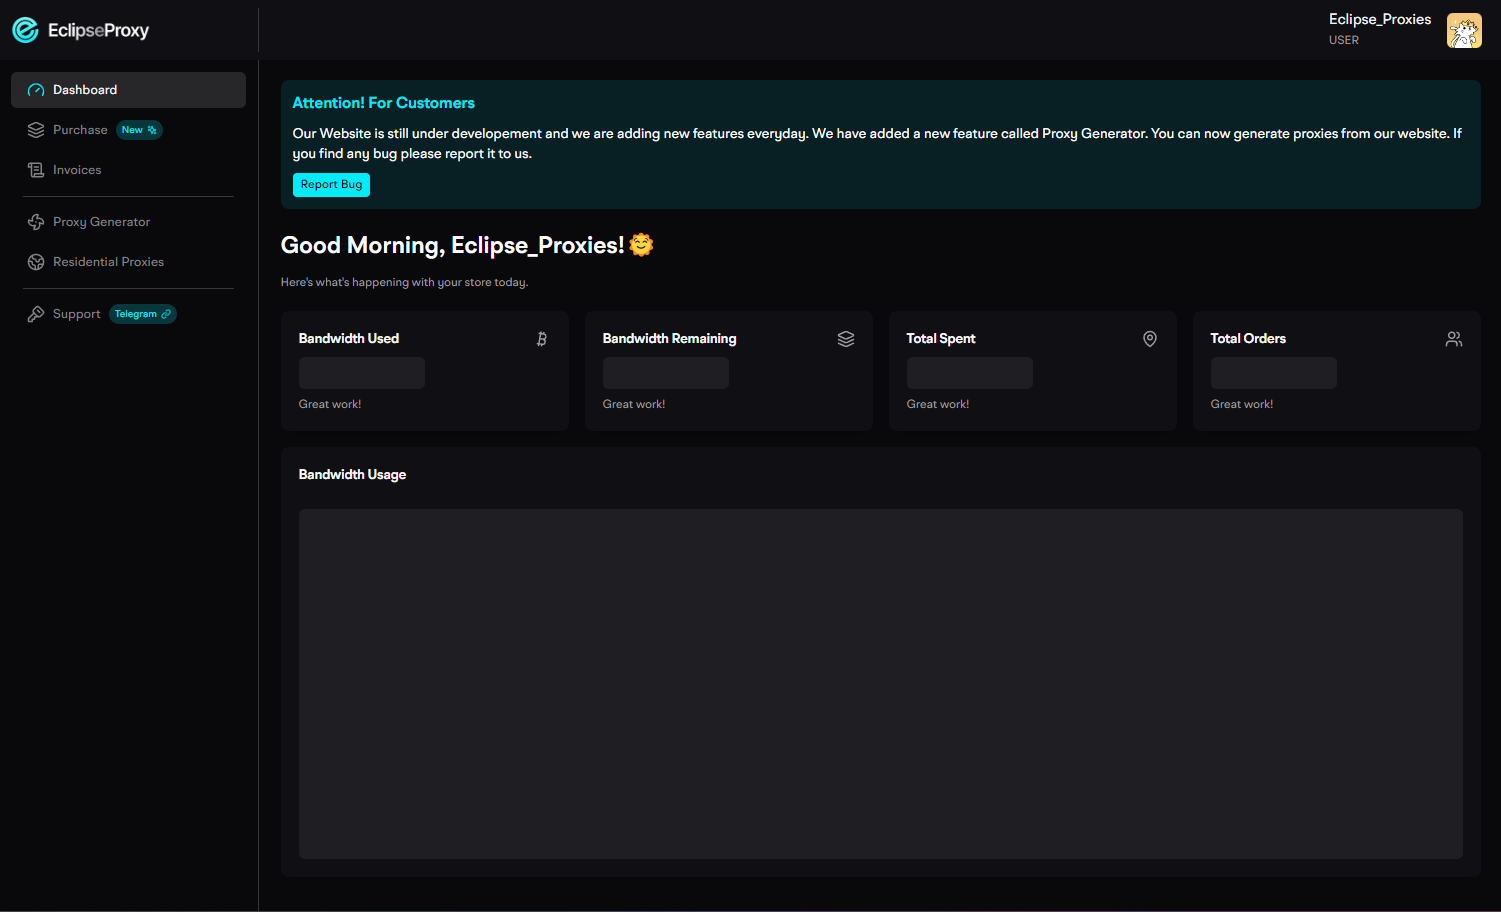 EclipseProxy
Eclipse_Proxies
USER
Dashboard
Purchase New
Invoices
Proxy Generator
Residential Proxies
Support Telegram
Attention! For Customers
Our Website is still under developement and we are adding new features everyday. We have added a new feature called Proxy Generator. You can now generate proxies from our website. If
you find any bug please report it to us.
Report Bug
Good Morning, Eclipse_Proxies!
Here's what's happening with your store today.
Bandwidth Used
Great work!
Bandwidth Remaining
Great work!
Total Spent
Great work!
Total Orders
Great work!
Bandwidth Usage